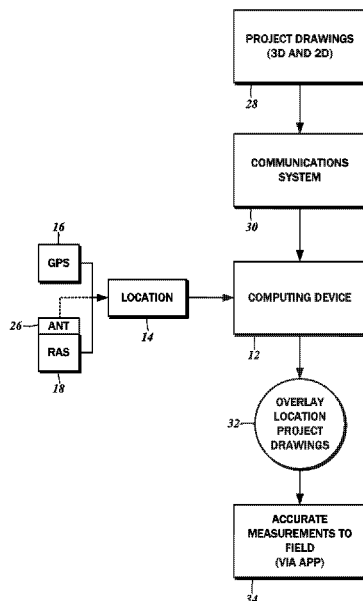 PROJECT DRAWINGS
(3D AND 2D)
28
COMMUNICATIONS
SYSTEM
30
16
GPS
26
ANT
RAS
18
LOCATION
14
COMPUTING DEVICE
12
32
OVERLAY
LOCATION
PROJECT
DRAWINGS
ACCURATE
MEASUREMENTS TO
FIELD
(VIA APP)
34